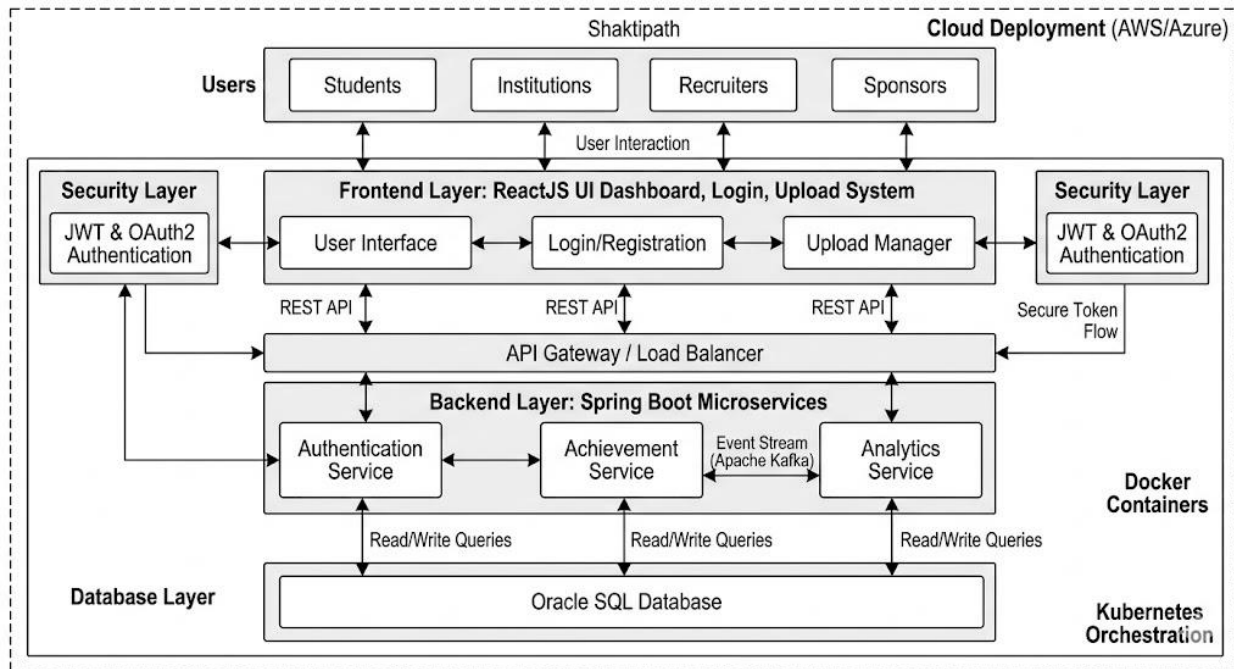 Shaktipath
Cloud Deployment (AWS/Azure)
Users
Students
Institutions
Recruiters
Sponsors
User Interaction
Security Layer
JWT & OAuth2
Authentication
Frontend Layer: ReactJS UI Dashboard, Login, Upload System
User Interface
Login/Registration
Upload Manager
Security Layer
JWT & OAuth2
Authentication
REST API
REST API
REST API
Secure Token
Flow
API Gateway / Load Balancer
Backend Layer: Spring Boot Microservices
Authentication
Service
Achievement
Service
Event Stream
(Apache Kafka)
Analytics
Service
Docker
Containers
Read/Write Queries
Read/Write Queries
Read/Write Queries
Database Layer
Oracle SQL Database
Kubernetes
Orchestration